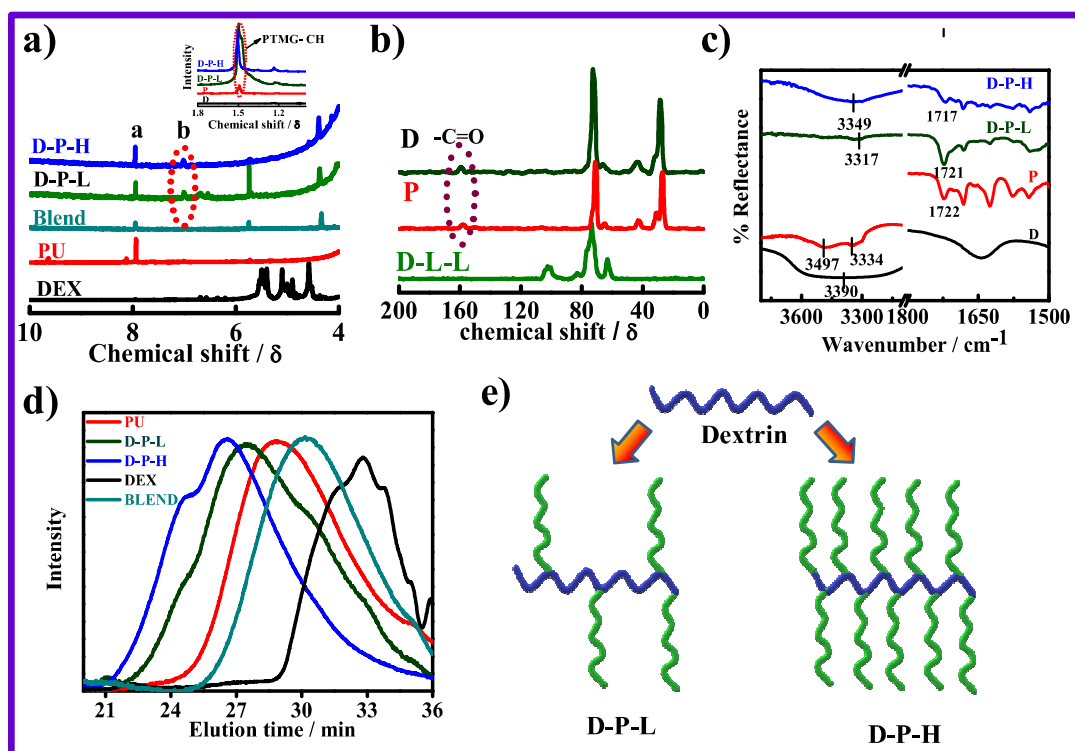 a)
PTMG- CH
Intensity
D-P-H
D-P-L
P
D
1.8 1.5 1.2
Chemical shift / δ
a b
D-P-H
D-P-L
Blend
PU
DEX
10 8 6 4
Chemical shift / δ
b)
D -C=O
P
D-L-L
200 160 120 80 40 0
chemical shift / δ
c)
% Reflectance
D-P-H
3349 1717
D-P-L
3317
1721
P
1722
D
3497 3334
3390
3600 3300 1800 1650 1500
Wavenumber / cm-1
d)
PU
D-P-L
D-P-H
DEX
BLEND
Intensity
21 24 27 30 33 36
Elution time / min
e)
Dextrin
D-P-L D-P-H